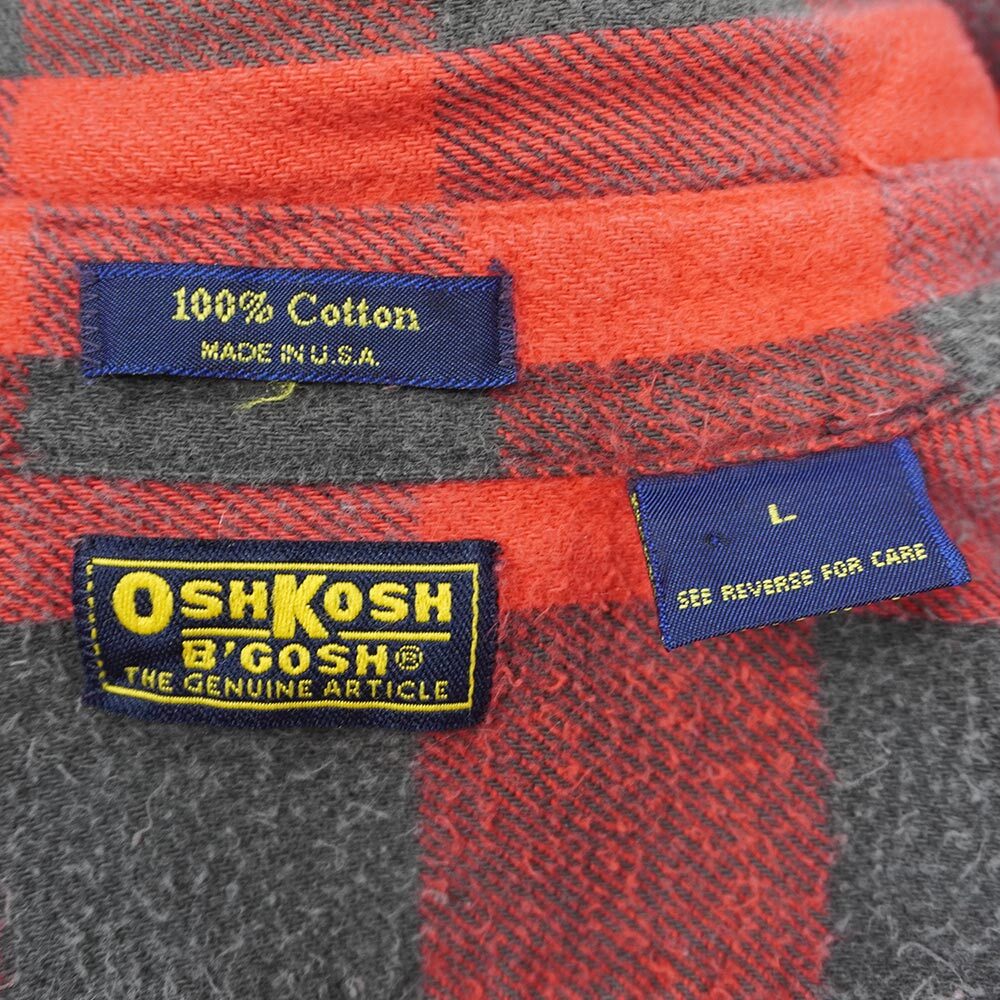 100% Cotton
MADE IN U.S.A.
OSHKOSH
B'GOSH®
THE GENUINE ARTICLE
L
SEE REVERSE FOR CARE